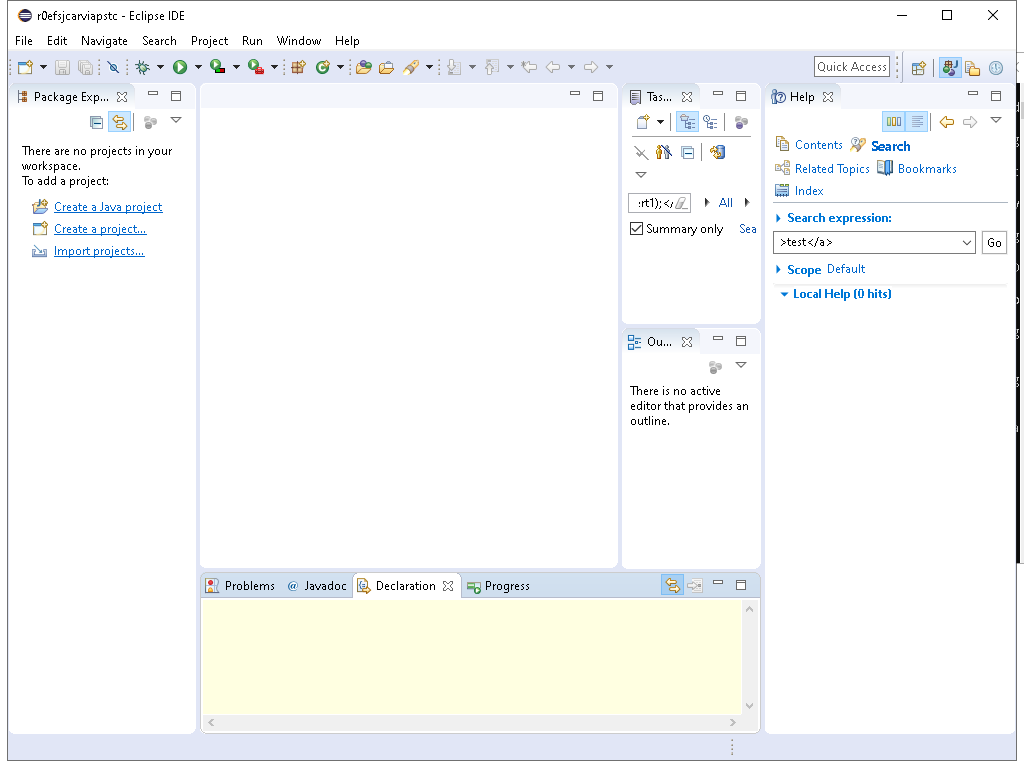 r0efsjcarviapstc - Eclipse IDE
File Edit Navigate Search Project Run Window Help
Quick Access
Package Exp...
There are no projects in your
workspace.
To add a project:
Create a Java project
Create a project...
Import projects...
Tas...
:rt1);</
All
Summary only
Sea
Ou...
There is no active
editor that provides an
outline.
Help
Contents Search
Related Topics Bookmarks
Index
Search expression:
>test</a>
Go
Scope Default
Local Help (0 hits)
Problems @ Javadoc Declaration Progress